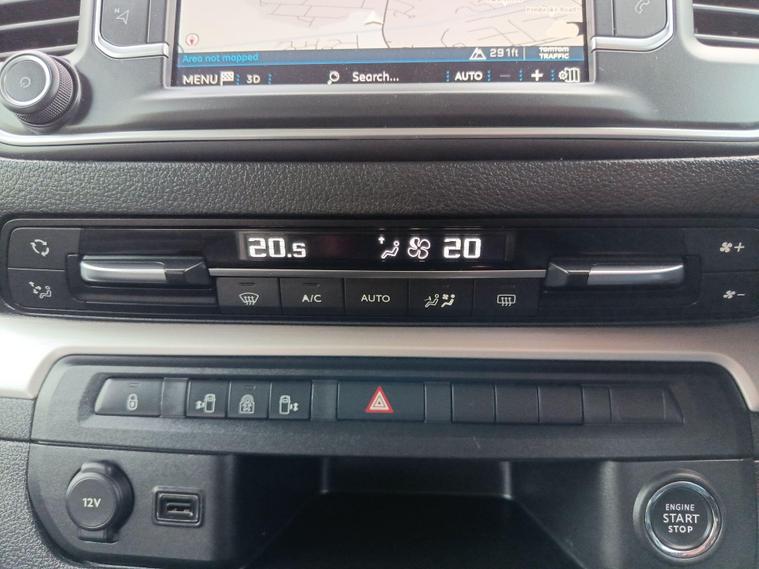 N
Area not mapped
291ft
TOMTOM
TRAFFIC
MENU
3D
Search...
AUTO
20.5
20
A/C
AUTO
12V
ENGINE
START
STOP